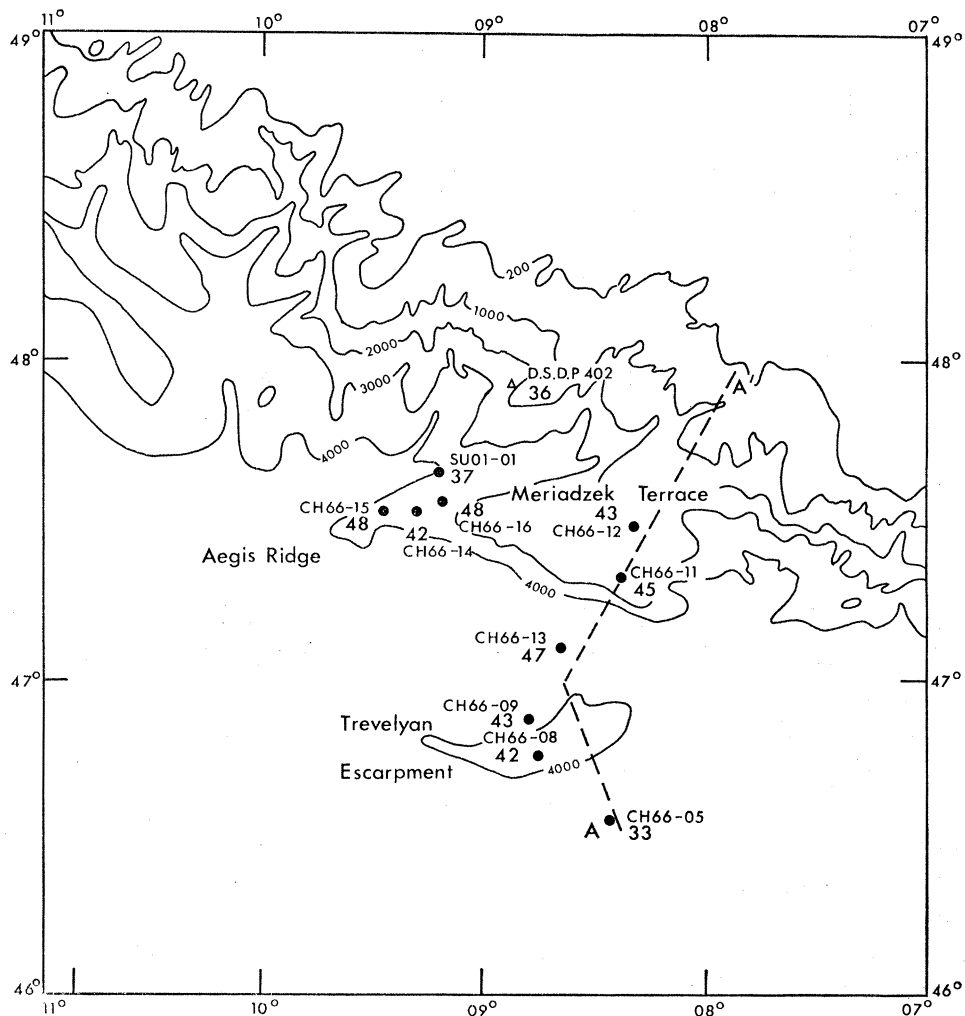 11° 10° 09° 08° 07°
49° 49°
200
1000
2000
48° 48°
D.S.D.P 402
3000
36
A'
4000
SU01-01
37
Meriadzek Terrace
CH66-15 48 43
48 42 CH66-16 CH66-12
CH66-14
Aegis Ridge
CH66-11
4000 45
CH66-13
47
47° 47°
CH66-09
Trevelyan 43
CH66-08
42
Escarpment 4000
CH66-05
A 33
46° 46°
11° 10° 09° 08° 07°